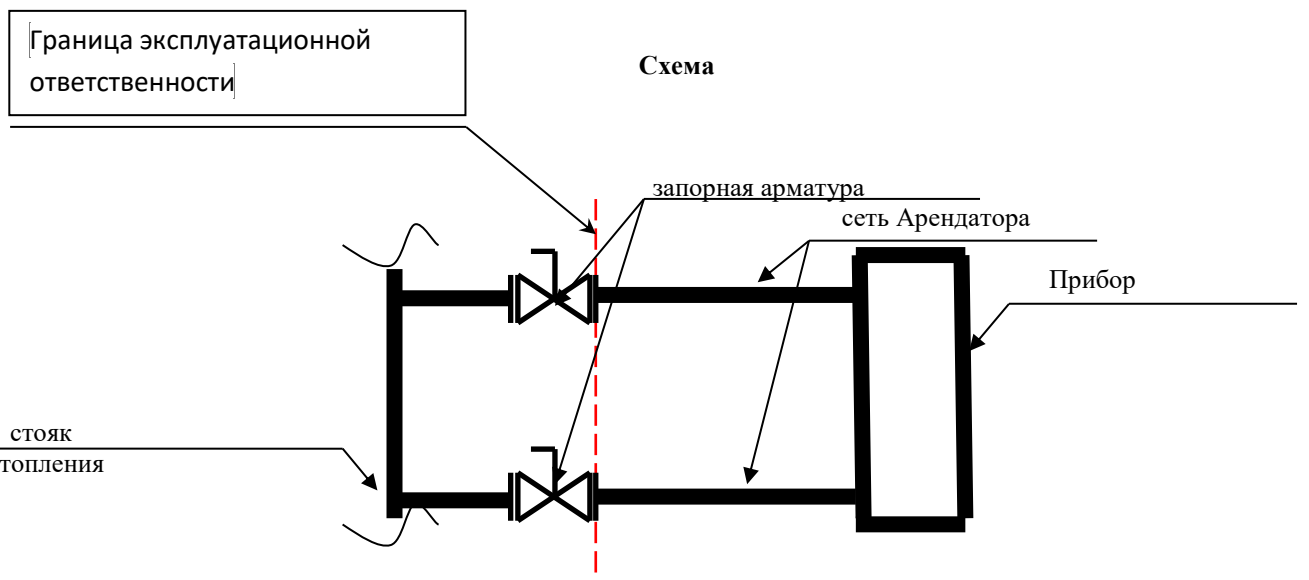 Граница эксплуатационной
ответственности
Схема
запорная арматура
сеть Арендатора
Прибор
стояк
топления